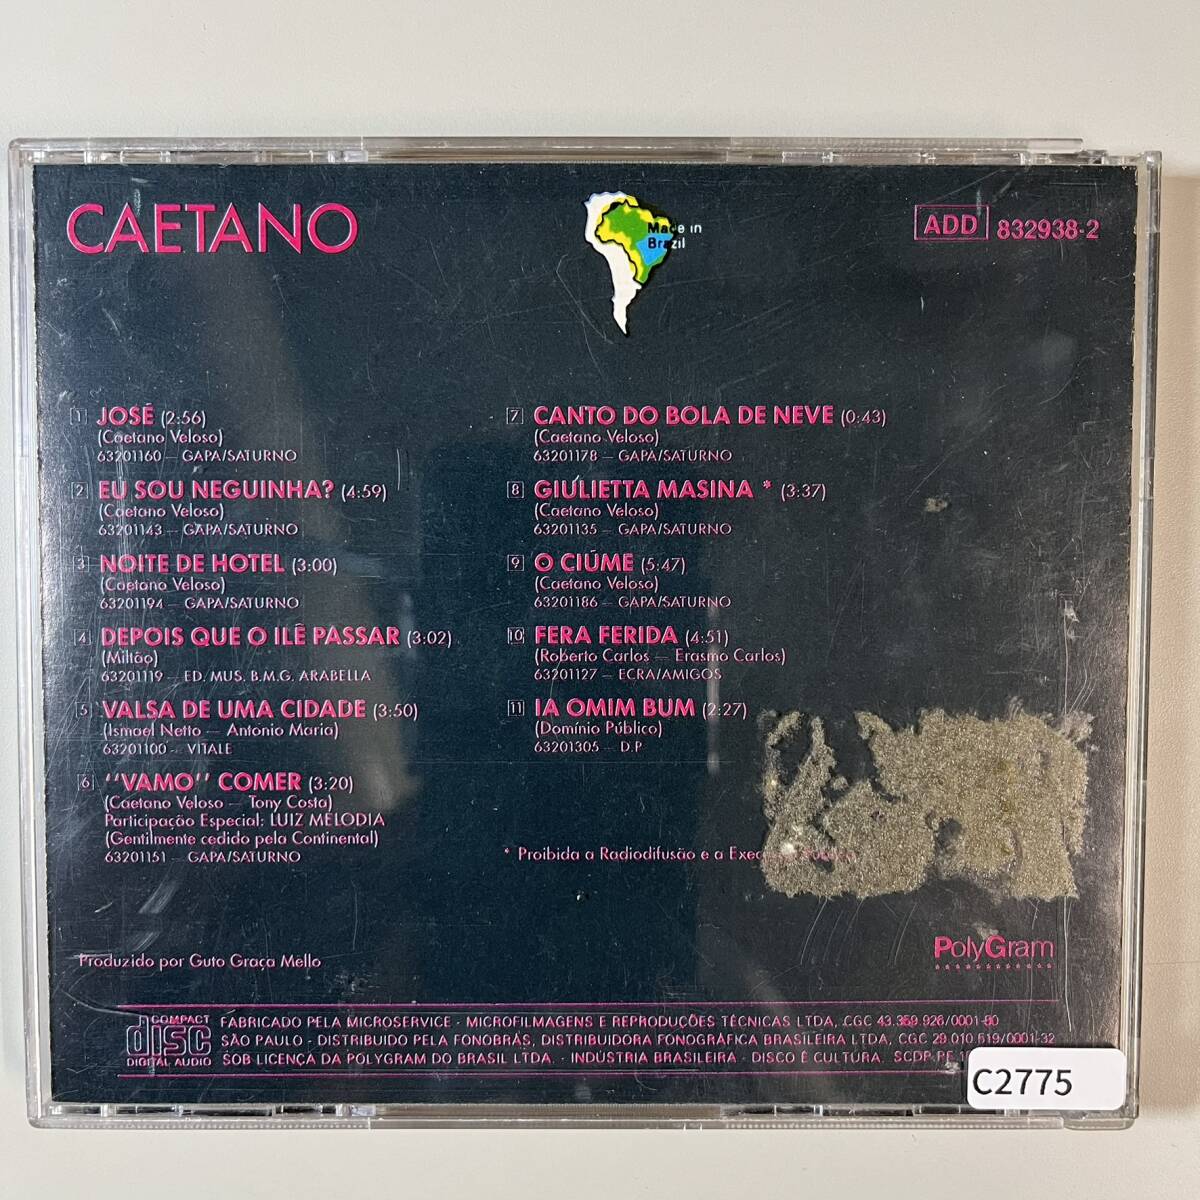 CAETANO
Made in
Brazil
ADD 832938-2
1 JOSÉ (2:56)
(Caetano Veloso)
63201160 — GAPA/SATURNO
2 EU SOU NEGUINHA? (4:59)
(Caetano Veloso)
63201143 — GAPA/SATURNO
3 NOITE DE HOTEL (3:00)
(Caetano Veloso)
63201194 — GAPA/SATURNO
4 DEPOIS QUE O ILÊ PASSAR (3:02)
(Miltão)
63201119 — ED. MUS. B.M.G. ARABELLA
5 VALSA DE UMA CIDADE (3:50)
(Ismael Netto — Antonio Maria)
63201100 — VITALE
6 "VAMO" COMER (3:20)
(Caetano Veloso — Tony Costa)
Participação Especial: LUIZ MELODIA
(Gentilmente cedido pela Continental)
63201151 — GAPA/SATURNO
7 CANTO DO BOLA DE NEVE (0:43)
(Caetano Veloso)
63201178 — GAPA/SATURNO
8 GIULIETTA MASINA * (3:37)
(Caetano Veloso)
63201135 — GAPA/SATURNO
9 O CIÚME (5:47)
(Caetano Veloso)
63201186 — GAPA/SATURNO
10 FERA FERIDA (4:51)
(Roberto Carlos — Erasmo Carlos)
63201127 — ECRA/AMIGOS
11 IA OMIM BUM (2:27)
(Domínio Público)
63201305 — D.P.
* Proibida a Radiodifusão e a
Produzido por Guto Graça Mello
PolyGram
COMPACT
disc
DIGITAL AUDIO
FABRICADO PELA MICROSERVICE - MICROFILMAGENS E REPRODUÇÕES TÉCNICAS LTDA, CGC 43.359.926/0001-80
SÃO PAULO - DISTRIBUIDO PELA FONOBRÁS, DISTRIBUIDORA FONOGRÁFICA BRASILEIRA LTDA, CGC 29.010.519/0001-32
SOB LICENÇA DA POLYGRAM DO BRASIL LTDA. - INDÚSTRIA BRASILEIRA - DISCO É CULTURA. SCDP-PF
C2775